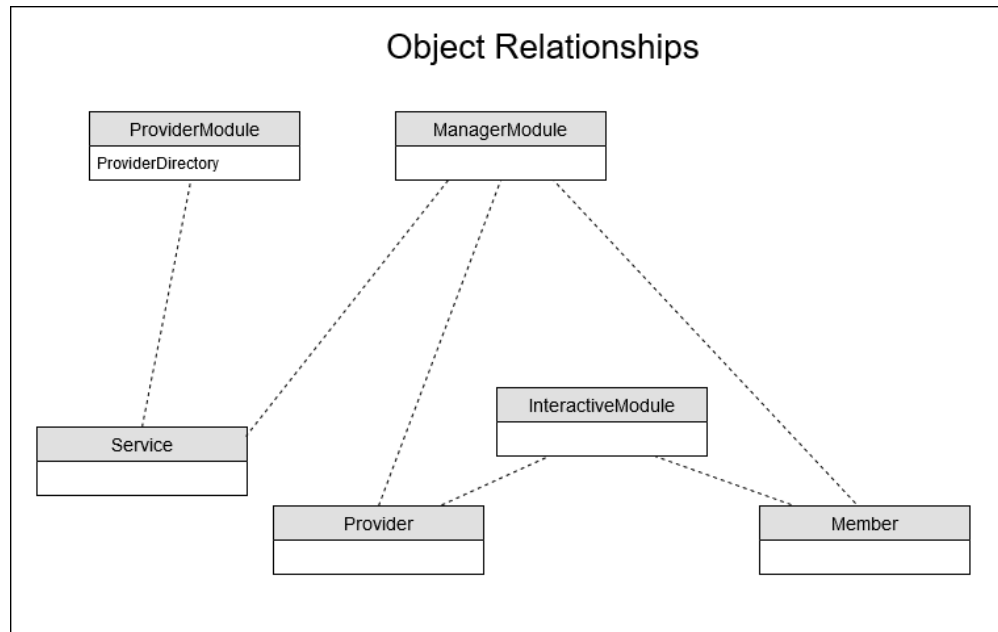 Object Relationships
ProviderModule
ProviderDirectory
ManagerModule
InteractiveModule
Service
Provider
Member